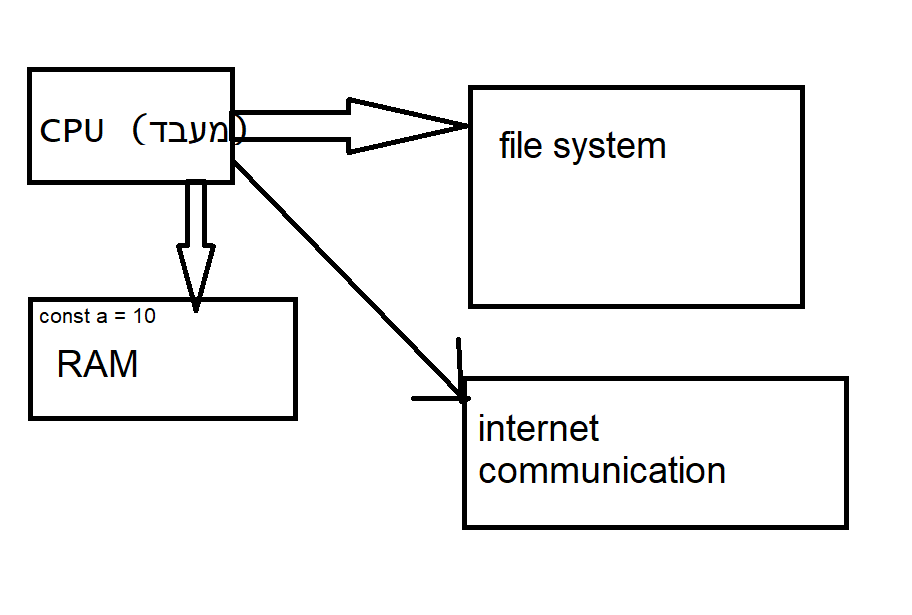 CPU (מעבד)
file system
const a = 10
RAM
internet
communication